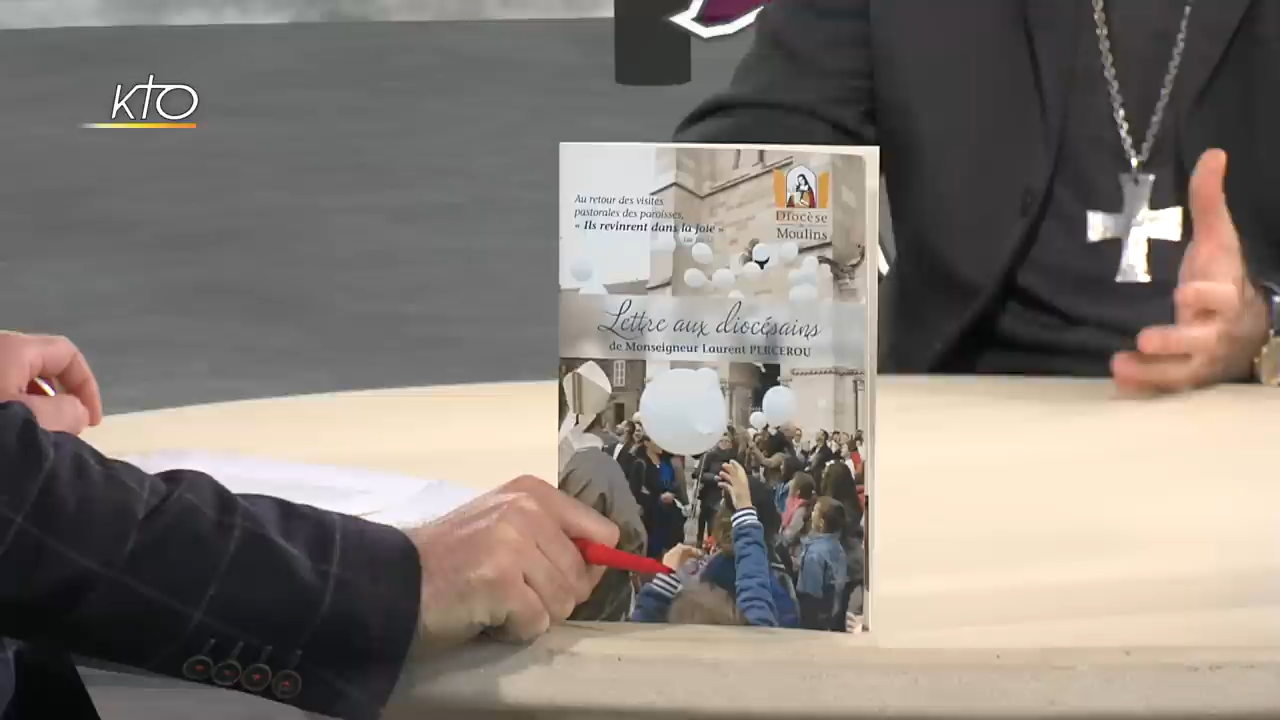 KTO
Au retour des visites
pastorales des paroisses,
« Ils revinrent dans la joie »
Diocèse
de
Moulins
Lettre aux diocésains
de Monseigneur Laurent PERCEROU